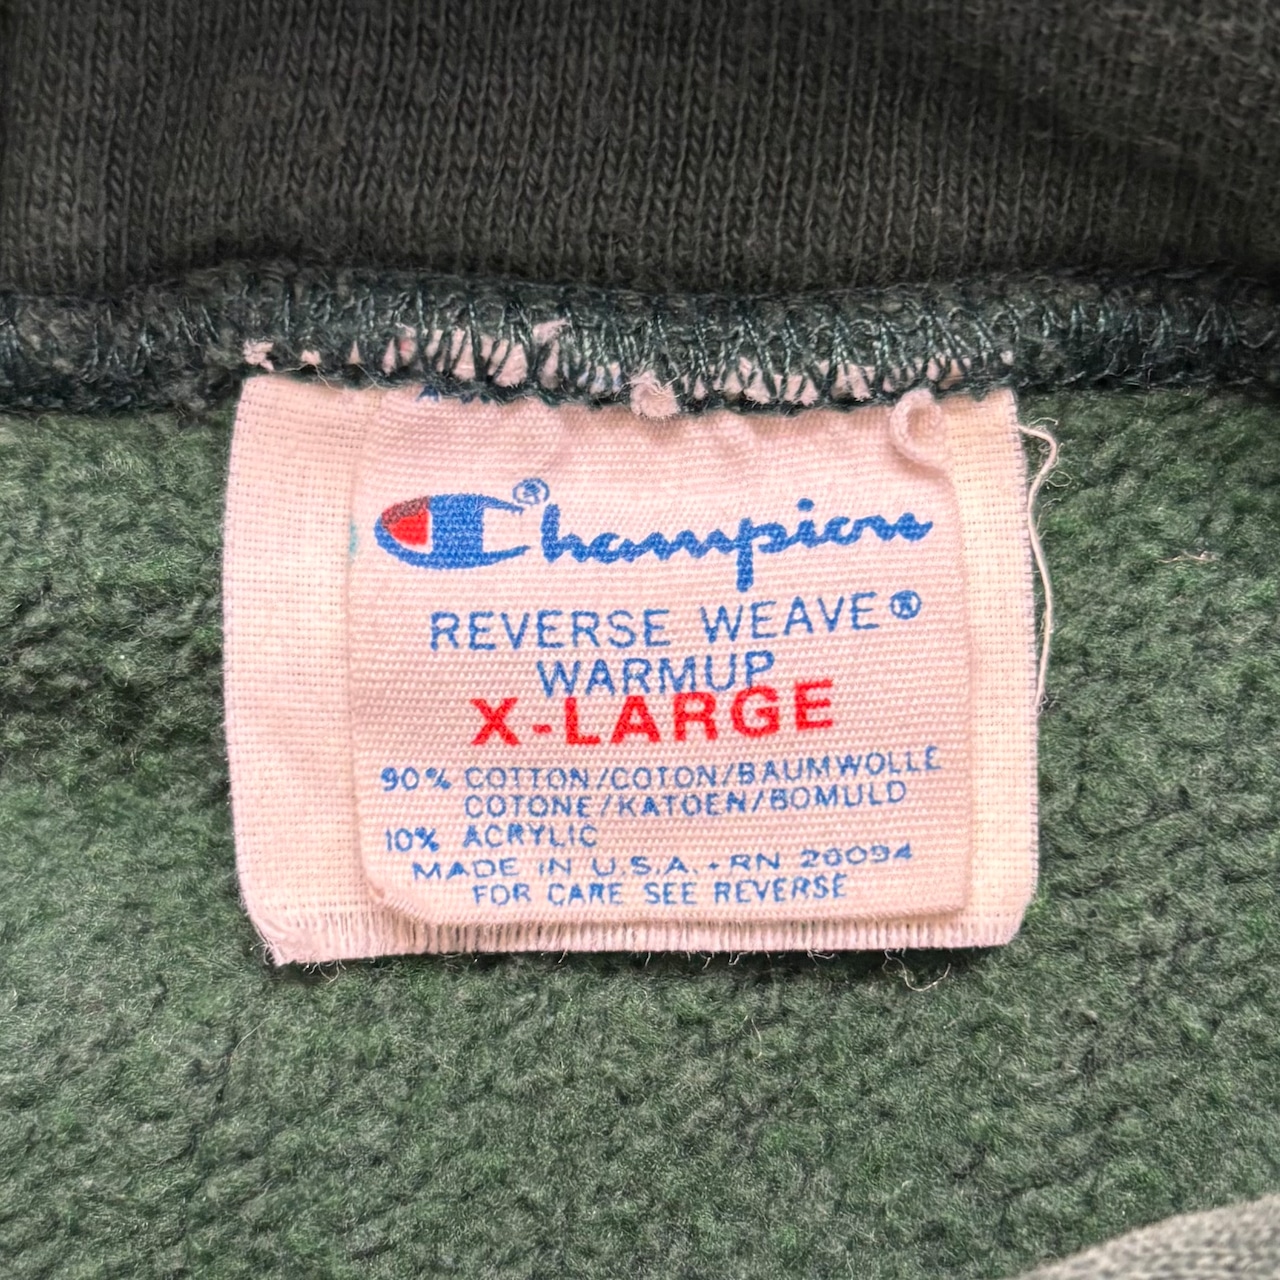 Champion®
REVERSE WEAVE®
WARMUP
X-LARGE
90% COTTON/COTON/BAUMWOLLE
COTONE/KATOEN/BOMULD
10% ACRYLIC
MADE IN U.S.A. - RN 26094
FOR CARE SEE REVERSE